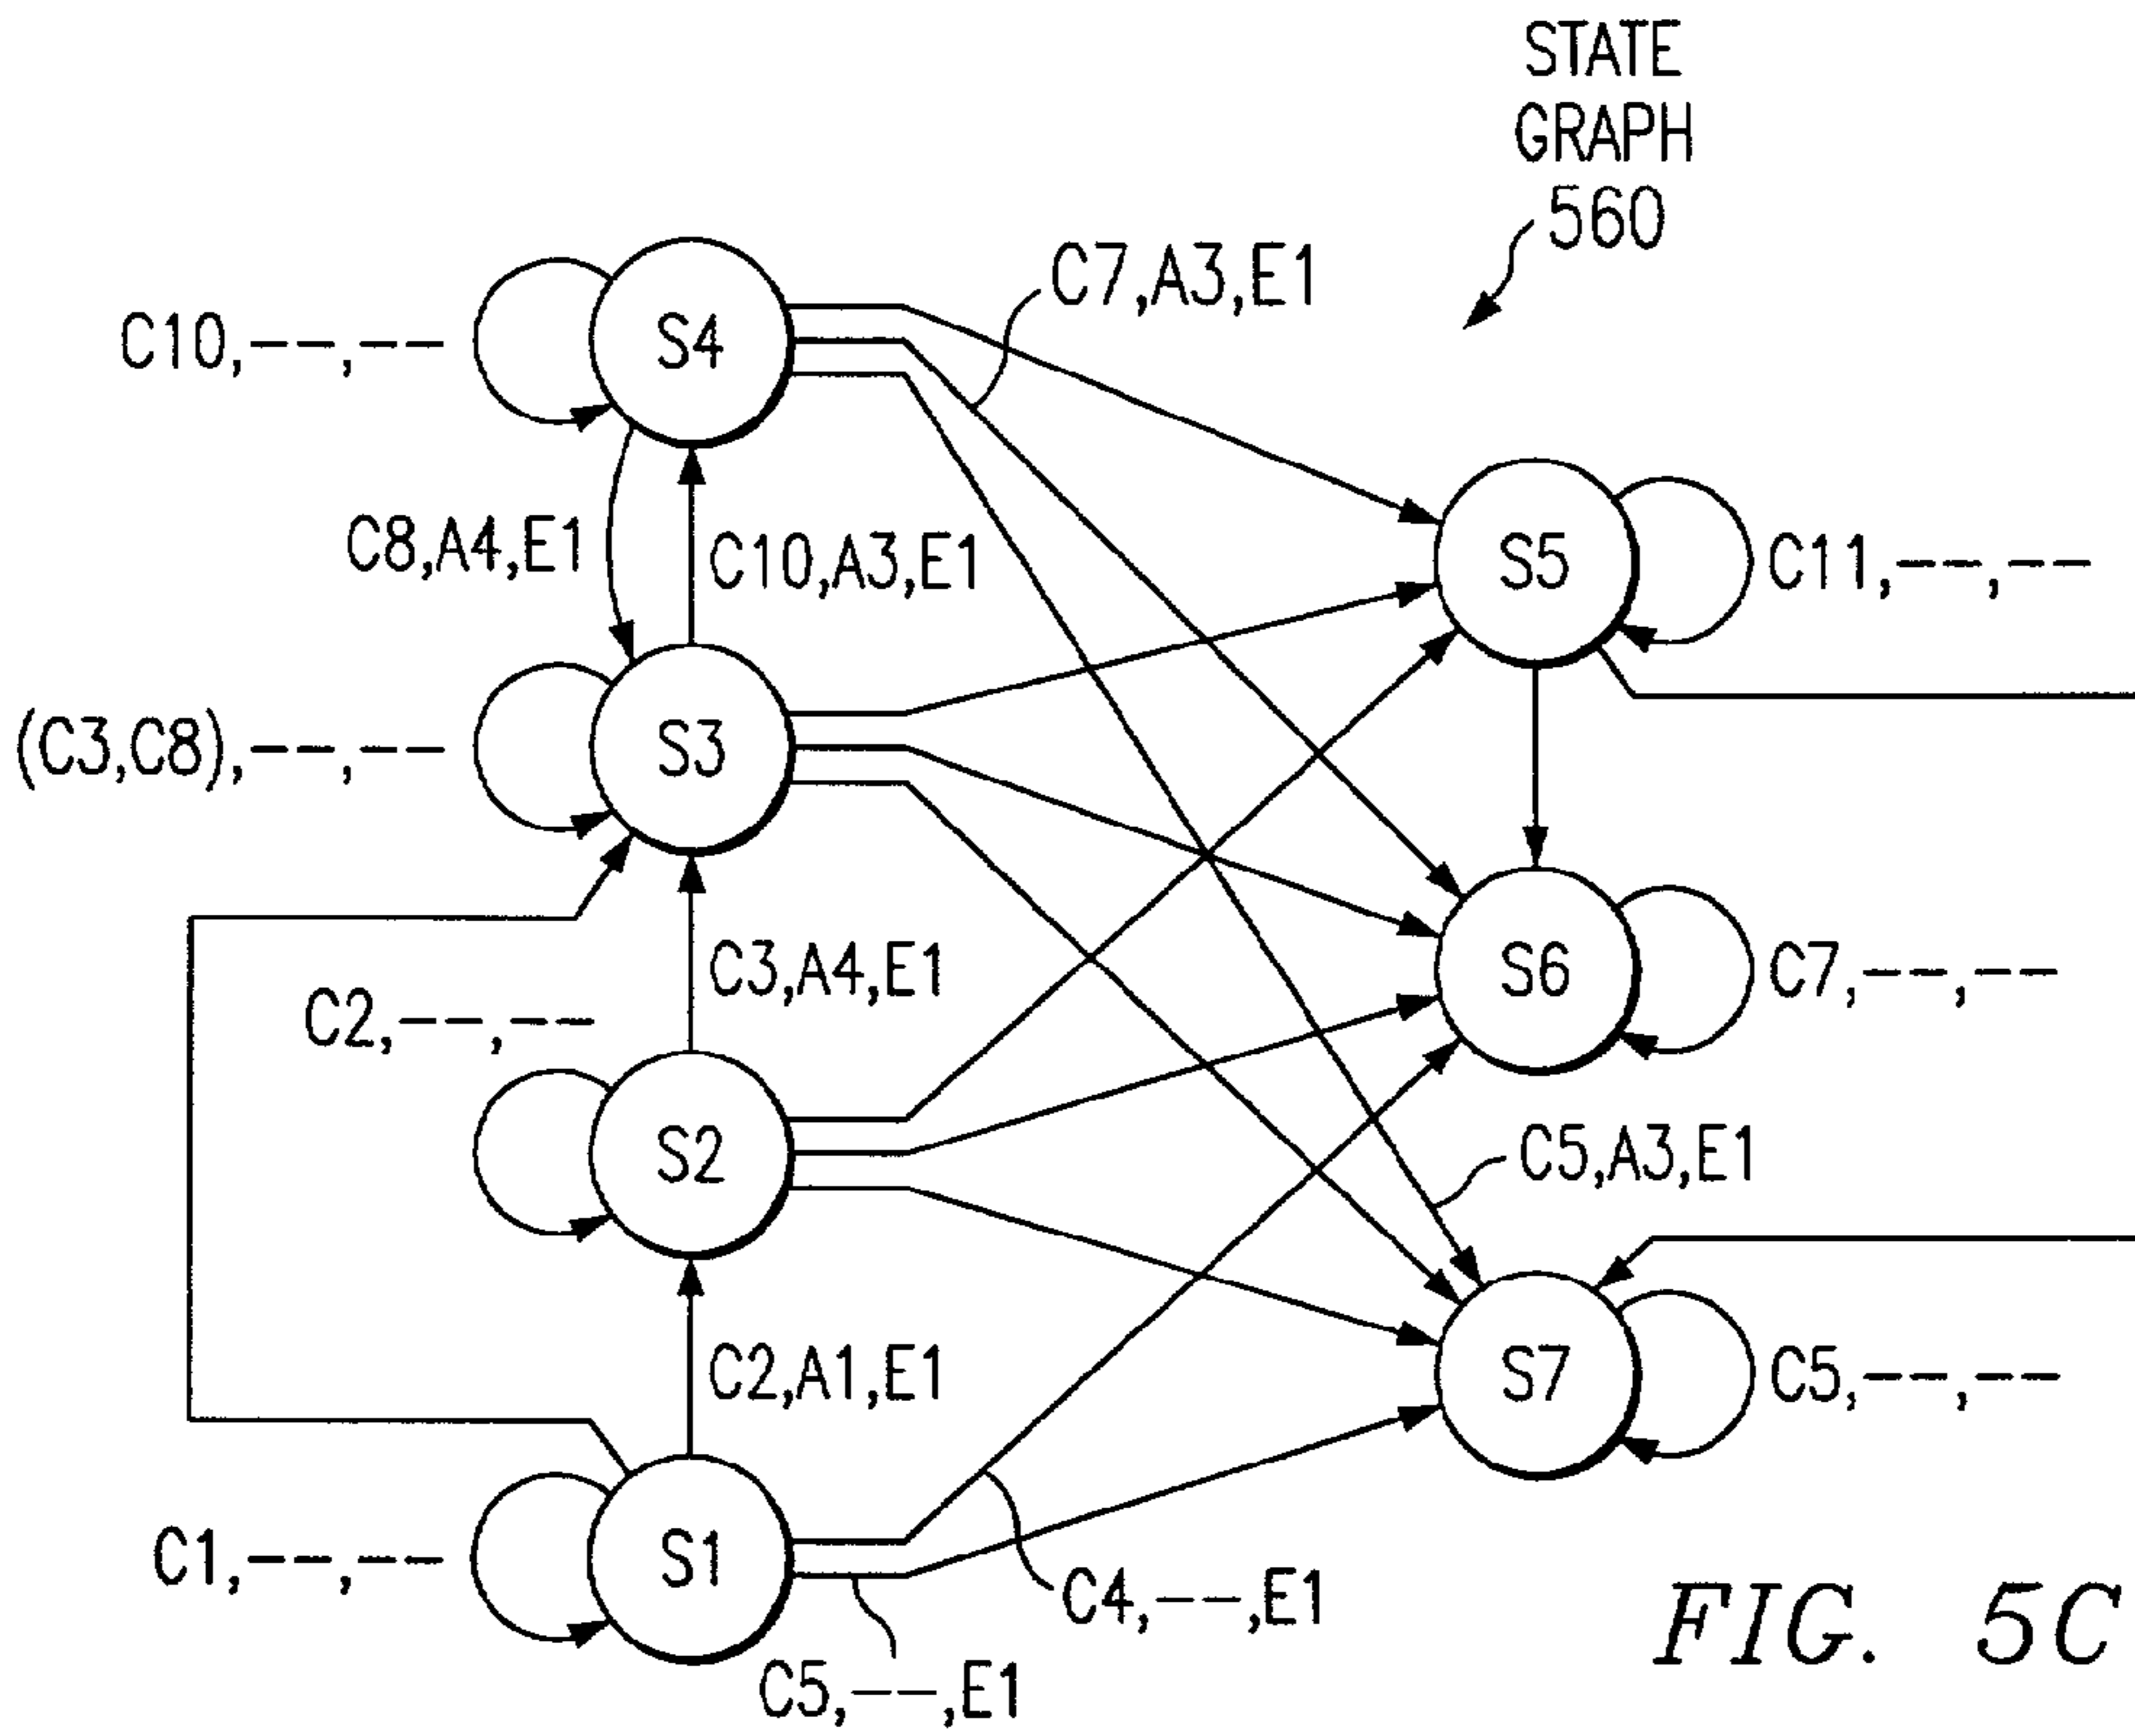 STATE
GRAPH
560
C7,A3,E1
S4
C10,--,--
C8,A4,E1
C10,A3,E1
S5
C11,--,--
(C3,C8),--,--
S3
C3,A4,E1
S6
C7,--,--
C2,--,--
S2
C5,A3,E1
C2,A1,E1
S7
C5,--,--
C1,--,--
S1
C4,--,E1
C5,--,E1
FIG. 5C